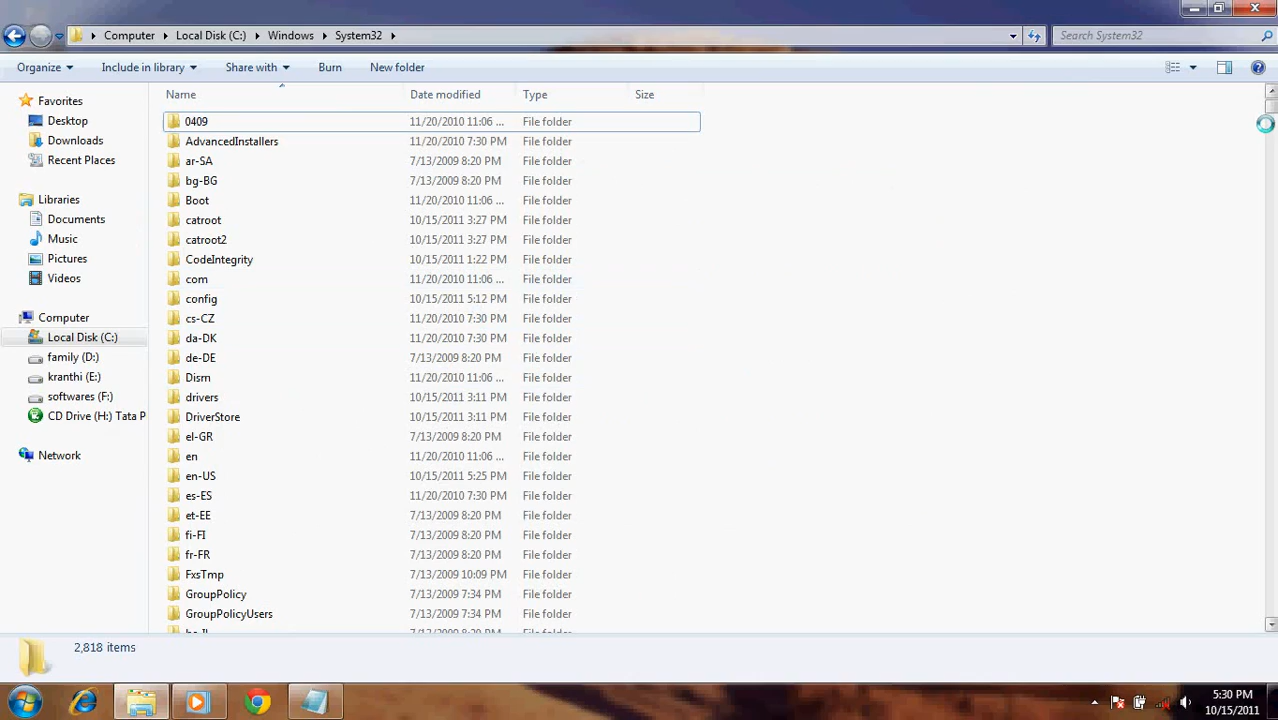 Computer Local Disk (C:) Windows System32 Search System32
Organize Include in library Share with Burn New folder
Name Date modified Type Size
Favorites
Desktop
Downloads
Recent Places
Libraries
Documents
Music
Pictures
Videos
Computer
Local Disk (C:)
family (D:)
kranthi (E:)
softwares (F:)
CD Drive (H:) Tata P
Network
0409 11/20/2010 11:06 ... File folder
AdvancedInstallers 11/20/2010 7:30 PM File folder
ar-SA 7/13/2009 8:20 PM File folder
bg-BG 7/13/2009 8:20 PM File folder
Boot 11/20/2010 11:06 ... File folder
catroot 10/15/2011 3:27 PM File folder
catroot2 10/15/2011 3:27 PM File folder
CodeIntegrity 10/15/2011 1:22 PM File folder
com 11/20/2010 11:06 ... File folder
config 10/15/2011 5:12 PM File folder
cs-CZ 11/20/2010 7:30 PM File folder
da-DK 11/20/2010 7:30 PM File folder
de-DE 7/13/2009 8:20 PM File folder
Dism 11/20/2010 11:06 ... File folder
drivers 10/15/2011 3:11 PM File folder
DriverStore 10/15/2011 3:11 PM File folder
el-GR 7/13/2009 8:20 PM File folder
en 11/20/2010 11:06 ... File folder
en-US 10/15/2011 5:25 PM File folder
es-ES 11/20/2010 7:30 PM File folder
et-EE 7/13/2009 8:20 PM File folder
fi-FI 7/13/2009 8:20 PM File folder
fr-FR 7/13/2009 8:20 PM File folder
FxsTmp 7/13/2009 10:09 PM File folder
GroupPolicy 7/13/2009 7:34 PM File folder
GroupPolicyUsers 7/13/2009 7:34 PM File folder
7/13/2009 8:20 PM File folder
2,818 items
5:30 PM
10/15/2011